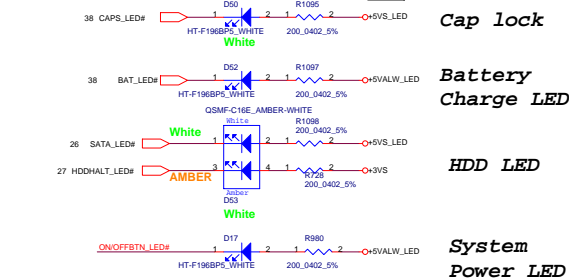 D50 R1095
38 CAPS_LED# 1 2 1 2 +5VS_LED Cap lock
HT-F196BP5_WHITE 200_0402_5%
White
D52 R1097
38 BAT_LED# 1 2 1 2 +5VALW_LED Battery
HT-F196BP5_WHITE 200_0402_5% Charge LED
QSMF-C16E_AMBER-WHITE
White R1098
White 200_0402_5%
26 SATA_LED# 1 2 1 2 +5VS_LED
HDD LED
27 HDDHALT_LED# 3 4 1 2 +3VS
AMBER R728
200_0402_5%
Amber
D53
White
D17 R980
ON/OFFBTN_LED# 1 2 1 2 +5VALW_LED System
HT-F196BP5_WHITE 200_0402_5% Power LED